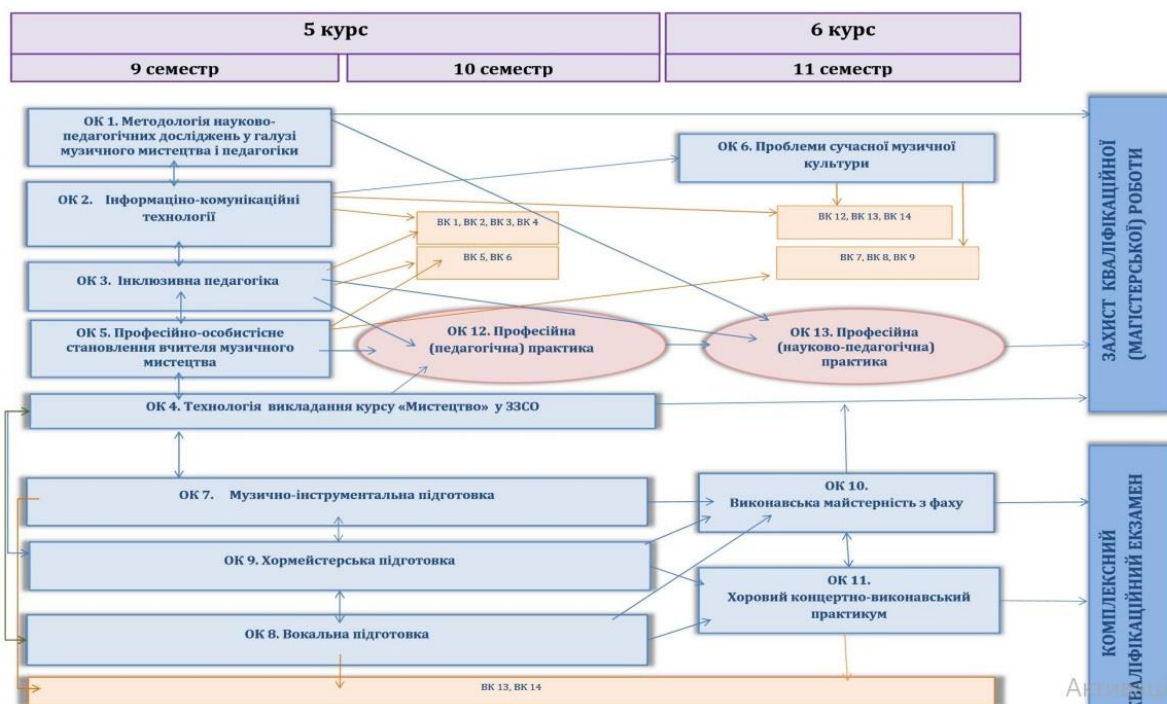 5 курс
6 курс
9 семестр
10 семестр
11 семестр
ОК 1. Методологія науково-
педагогічних досліджень у галузі
музичного мистецтва і педагогіки
ОК 6. Проблеми сучасної музичної
культури
ОК 2. Інформаціно-комунікаційні
технології
ВК 1, ВК 2, ВК 3, ВК 4
ВК 12, ВК 13, ВК 14
ВК 5, ВК 6
ВК 7, ВК 8, ВК 9
ОК 3. Інклюзивна педагогіка
ОК 5. Професійно-особистісне
становлення вчителя музичного
мистецтва
ОК 12. Професійна
(педагогічна) практика
ОК 13. Професійна
(науково-педагогічна)
практика
ЗАХИСТ КВАЛІФІКАЦІЙНОЇ
(МАГІСТЕРСЬКОЇ) РОБОТИ
ОК 4. Технологія викладання курсу «Мистецтво» у ЗЗСО
ОК 7. Музично-інструментальна підготовка
ОК 10.
Виконавська майстерність з фаху
ОК 9. Хормейстерська підготовка
ОК 11.
Хоровий концертно-виконавський
практикум
ОК 8. Вокальна підготовка
ВК 13, ВК 14
КОМПЛЕКСНИЙ
КВАЛІФІКАЦІЙНИЙ ЕКЗАМЕН